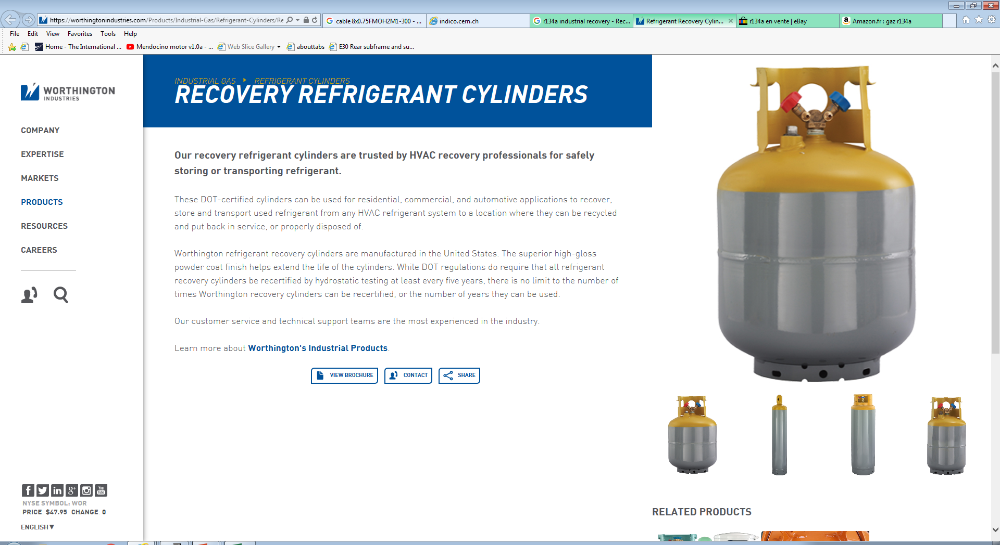 https://worthingtonindustries.com/Products/Industrial-Gas/Refrigerant-Cylinders/Re
cable 8x0.75FMOH2M1-300 - ...
indico.cern.ch
r134a industrial recovery - Rec...
Refrigerant Recovery Cylin...
r134a en vente | eBay
Amazon.fr : gaz r134a
File Edit View Favorites Tools Help
Home - The International ...
Mendocino motor v1.0a - ...
Web Slice Gallery
abouttabs
E30 Rear subframe and su...
WORTHINGTON
INDUSTRIES
COMPANY
EXPERTISE
MARKETS
PRODUCTS
RESOURCES
CAREERS
NYSE SYMBOL: WOR
PRICE: $47.95 CHANGE: 0
ENGLISH▼
INDUSTRIAL GAS REFRIGERANT CYLINDERS
RECOVERY REFRIGERANT CYLINDERS
Our recovery refrigerant cylinders are trusted by HVAC recovery professionals for safely
storing or transporting refrigerant.
These DOT-certified cylinders can be used for residential, commercial, and automotive applications to recover,
store and transport used refrigerant from any HVAC refrigerant system to a location where they can be recycled
and put back in service, or properly disposed of.
Worthington refrigerant recovery cylinders are manufactured in the United States. The superior high-gloss
powder coat finish helps extend the life of the cylinders. While DOT regulations do require that all refrigerant
recovery cylinders be recertified by hydrostatic testing at least every five years, there is no limit to the number of
times Worthington recovery cylinders can be recertified, or the number of years they can be used.
Our customer service and technical support teams are the most experienced in the industry.
Learn more about Worthington's Industrial Products.
VIEW BROCHURE
CONTACT
SHARE
RELATED PRODUCTS